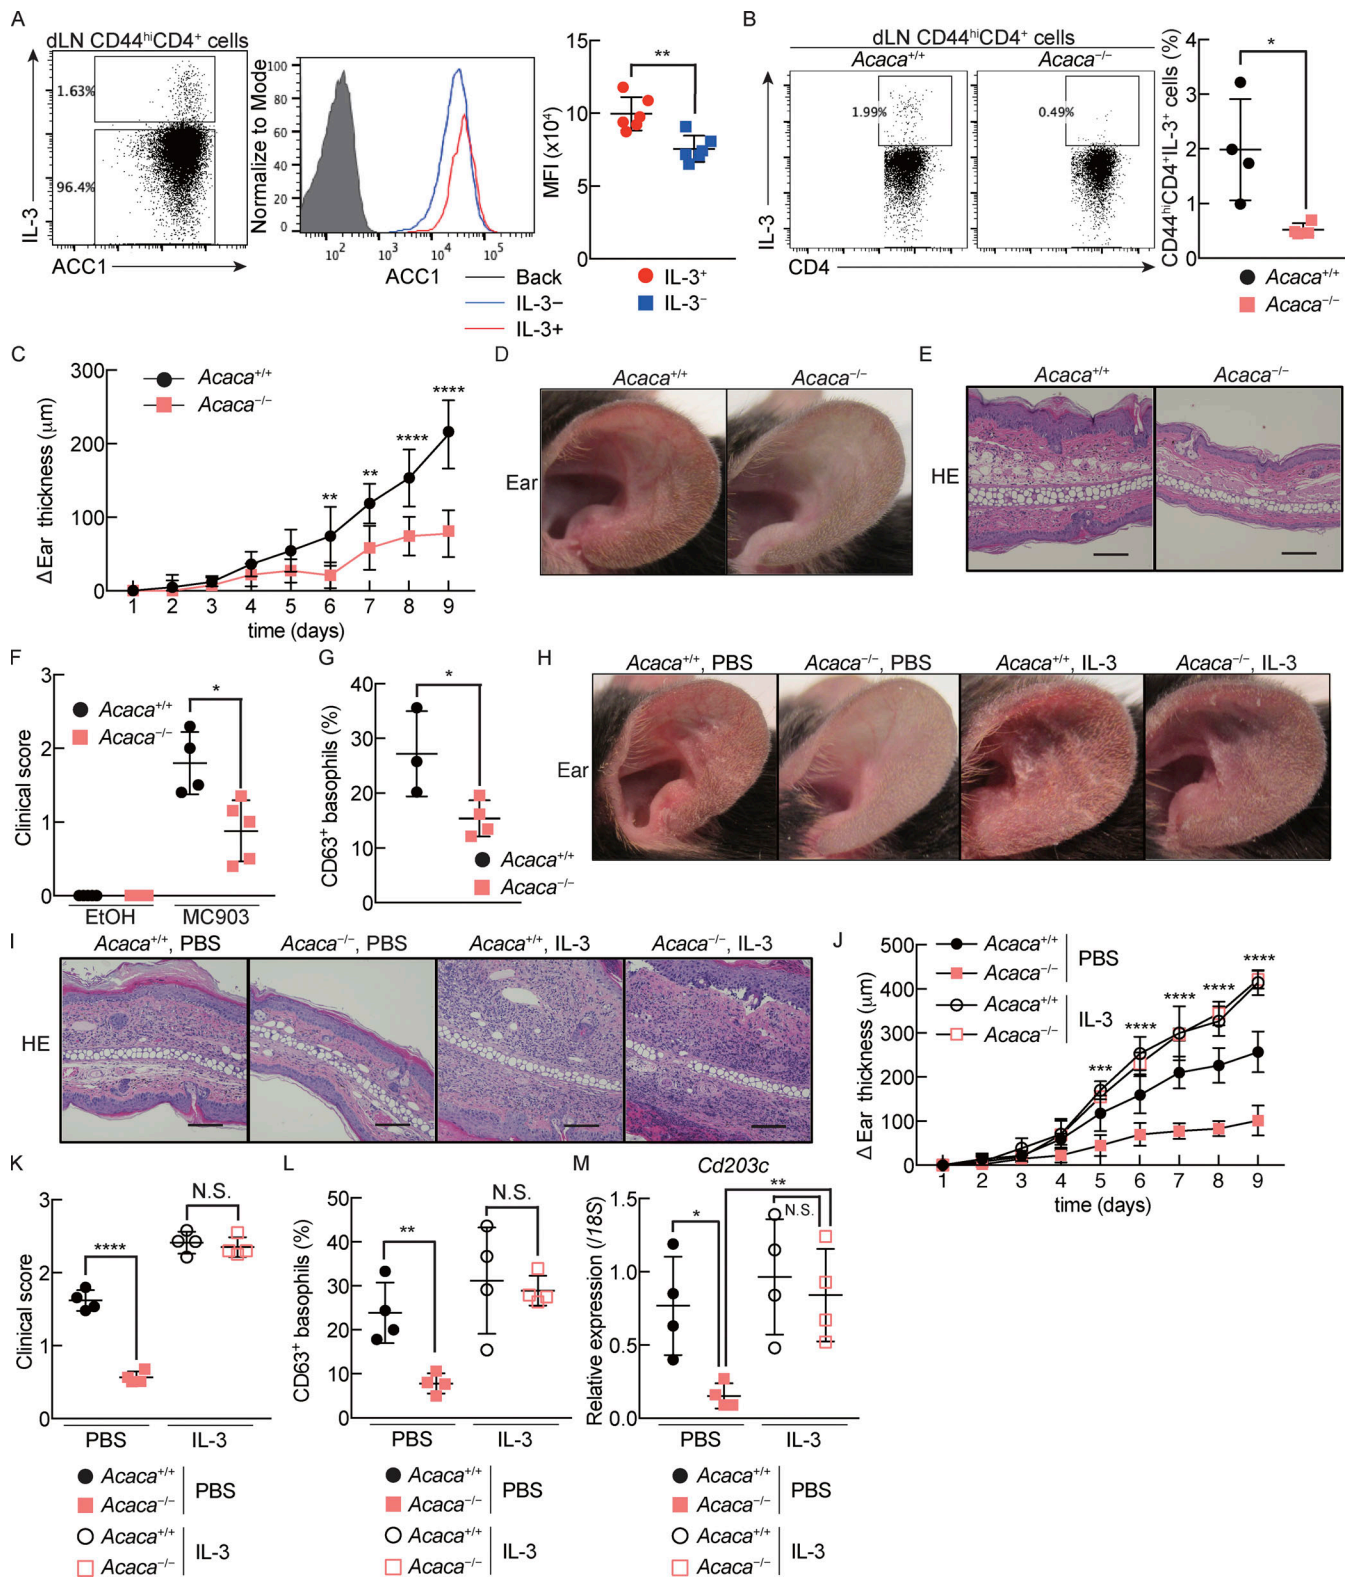 A
dLN CD44hiCD4+ cells
1.63%
96.4%
IL-3
ACC1
Normalize to Mode
100
80
60
40
20
0
10² 10³ 10⁴ 10⁵
ACC1
Back
IL-3−
IL-3+
MFI (x10⁴)
15
10
5
0
**
IL-3⁺
IL-3⁻
B
dLN CD44hiCD4+ cells
Acaca+/+ Acaca−/−
1.99%
0.49%
IL-3
CD4
CD44hiCD4+IL-3+ cells (%)
4
3
2
1
0
*
Acaca+/+
Acaca−/−
C
ΔEar thickness (μm)
300
200
100
0
Acaca+/+
Acaca−/−
** ** **** ****
1 2 3 4 5 6 7 8 9
time (days)
D
Acaca+/+ Acaca−/−
Ear
E
Acaca+/+ Acaca−/−
HE
F
Clinical score
3
2
1
0
Acaca+/+
Acaca−/−
*
EtOH MC903
G
CD63+ basophils (%)
40
30
20
10
0
*
Acaca+/+
Acaca−/−
H
Acaca+/+, PBS Acaca−/−, PBS Acaca+/+, IL-3 Acaca−/−, IL-3
Ear
I
Acaca+/+, PBS Acaca−/−, PBS Acaca+/+, IL-3 Acaca−/−, IL-3
HE
J
ΔEar thickness (μm)
500
400
300
200
100
0
Acaca+/+
Acaca−/−
PBS
Acaca+/+
Acaca−/−
IL-3
*** **** **** **** ****
1 2 3 4 5 6 7 8 9
time (days)
K
Clinical score
3
2
1
0
**** N.S.
PBS IL-3
Acaca+/+
Acaca−/−
PBS
Acaca+/+
Acaca−/−
IL-3
L
CD63+ basophils (%)
50
40
30
20
10
0
** N.S.
PBS IL-3
Acaca+/+
Acaca−/−
PBS
Acaca+/+
Acaca−/−
IL-3
M
Cd203c
Relative expression (/18S)
1.5
1.0
0.5
0.0
* ** N.S.
PBS IL-3
Acaca+/+
Acaca−/−
PBS
Acaca+/+
Acaca−/−
IL-3